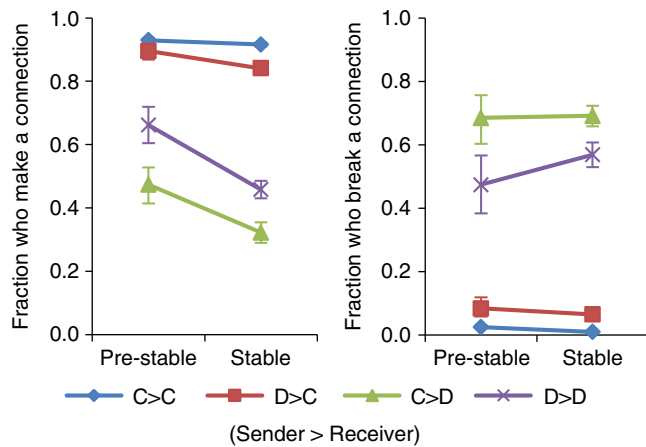 Fraction who make a connection
1.0
0.8
0.6
0.4
0.2
0.0
Pre-stable Stable
Fraction who break a connection
1.0
0.8
0.6
0.4
0.2
0.0
Pre-stable Stable
C>C D>C C>D D>D
(Sender > Receiver)